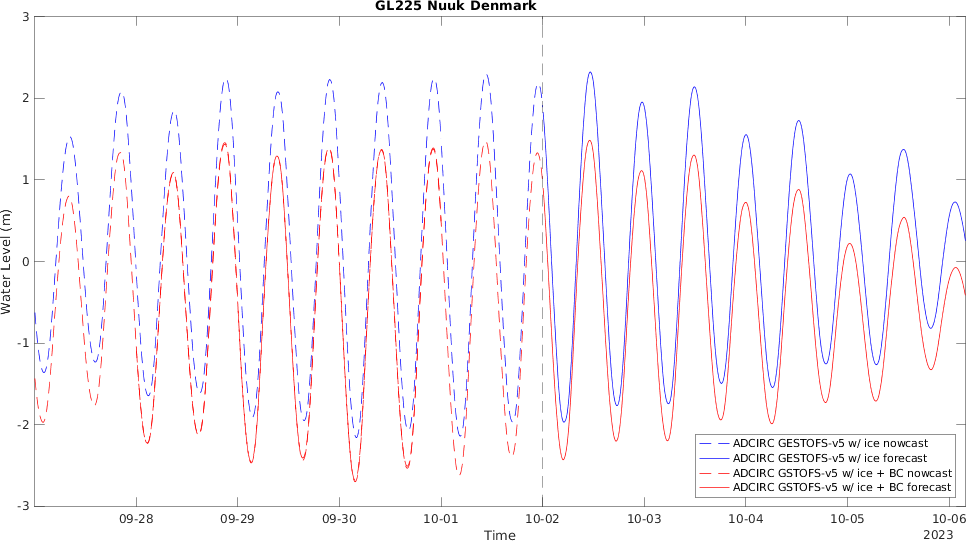 GL225 Nuuk Denmark
3
2
1
0
-1
-2
-3
Water Level (m)
ADCIRC GESTOFS-v5 w/ ice nowcast
ADCIRC GESTOFS-v5 w/ ice forecast
ADCIRC GSTOFS-v5 w/ ice + BC nowcast
ADCIRC GSTOFS-v5 w/ ice + BC forecast
09-28 09-29 09-30 10-01 10-02 10-03 10-04 10-05 10-06
Time 2023